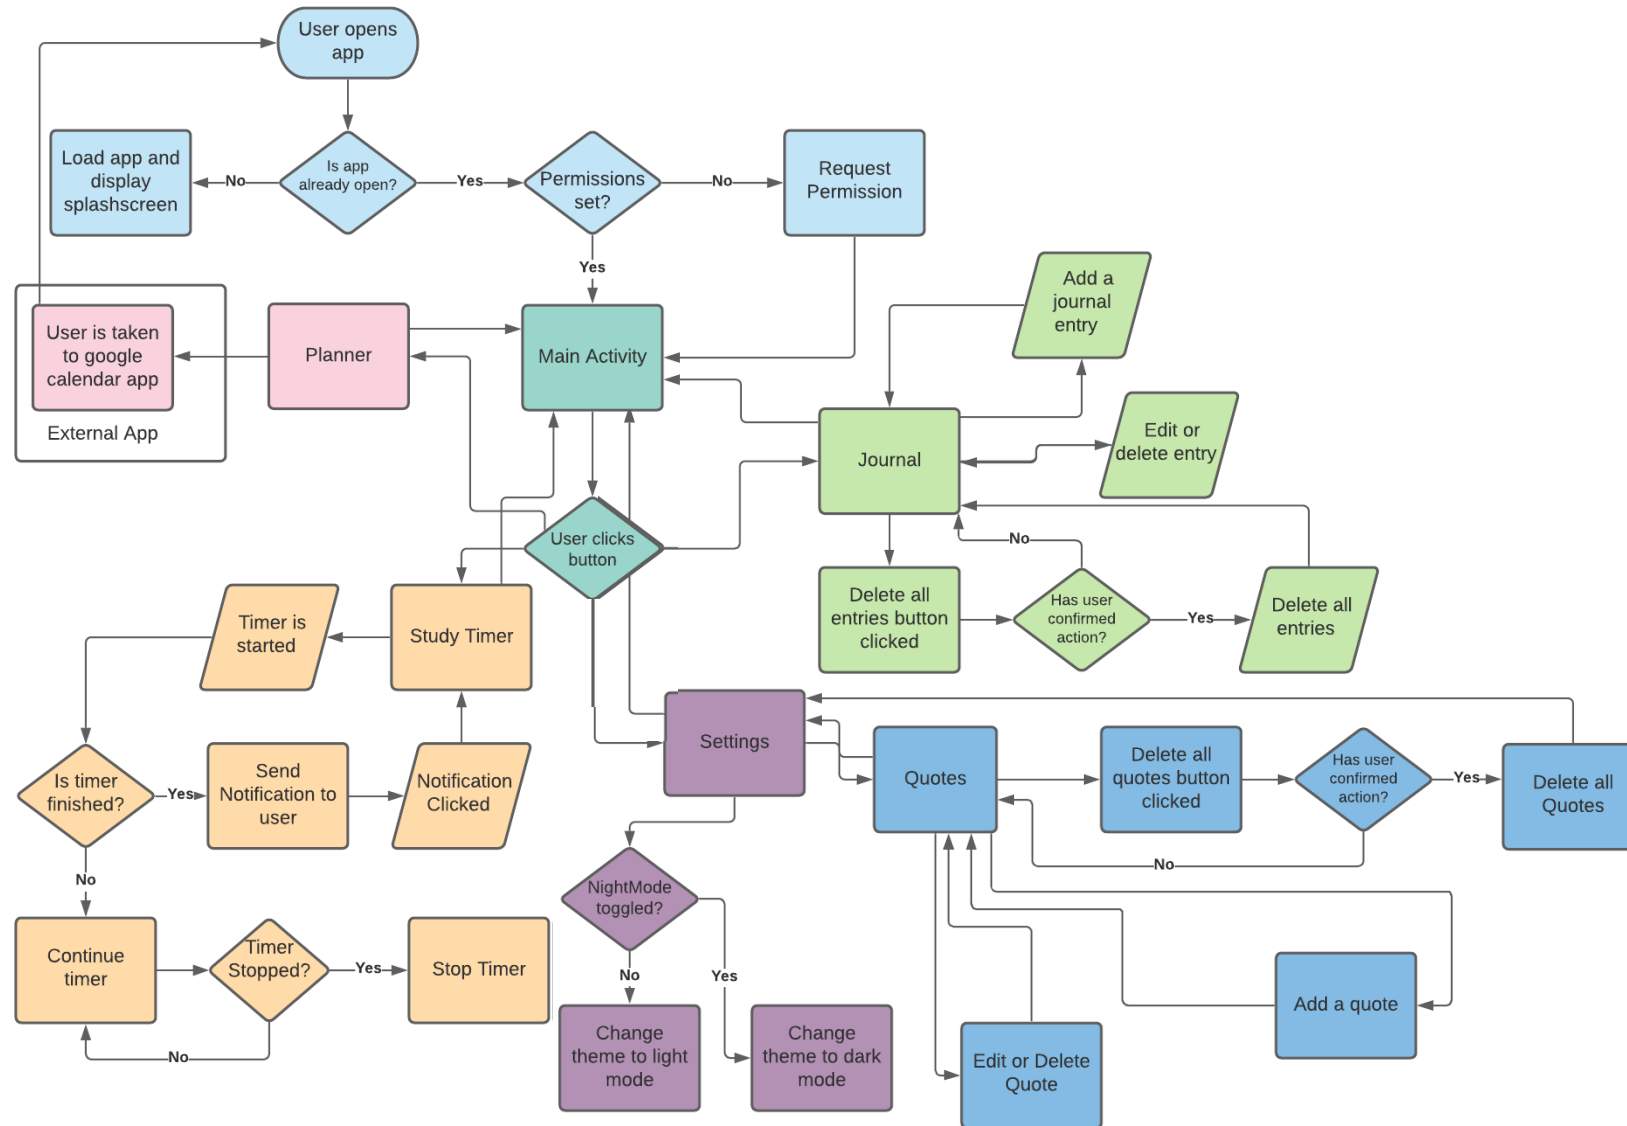 User opens
app
Load app and
display
splashscreen
No
Is app
already open?
Yes
Permissions
set?
No
Request
Permission
Yes
User is taken
to google
calendar app
External App
Planner
Main Activity
Add a
journal
entry
Journal
Edit or
delete entry
User clicks
button
No
Delete all
entries button
clicked
Has user
confirmed
action?
Yes
Delete all
entries
Timer is
started
Study Timer
Is timer
finished?
Yes
Send
Notification to
user
Notification
Clicked
Settings
Quotes
Delete all
quotes button
clicked
Has user
confirmed
action?
Yes
Delete all
Quotes
No
No
Continue
timer
Timer
Stopped?
Yes
Stop Timer
No
NightMode
toggled?
No
Yes
Change
theme to light
mode
Change
theme to dark
mode
Add a quote
Edit or Delete
Quote